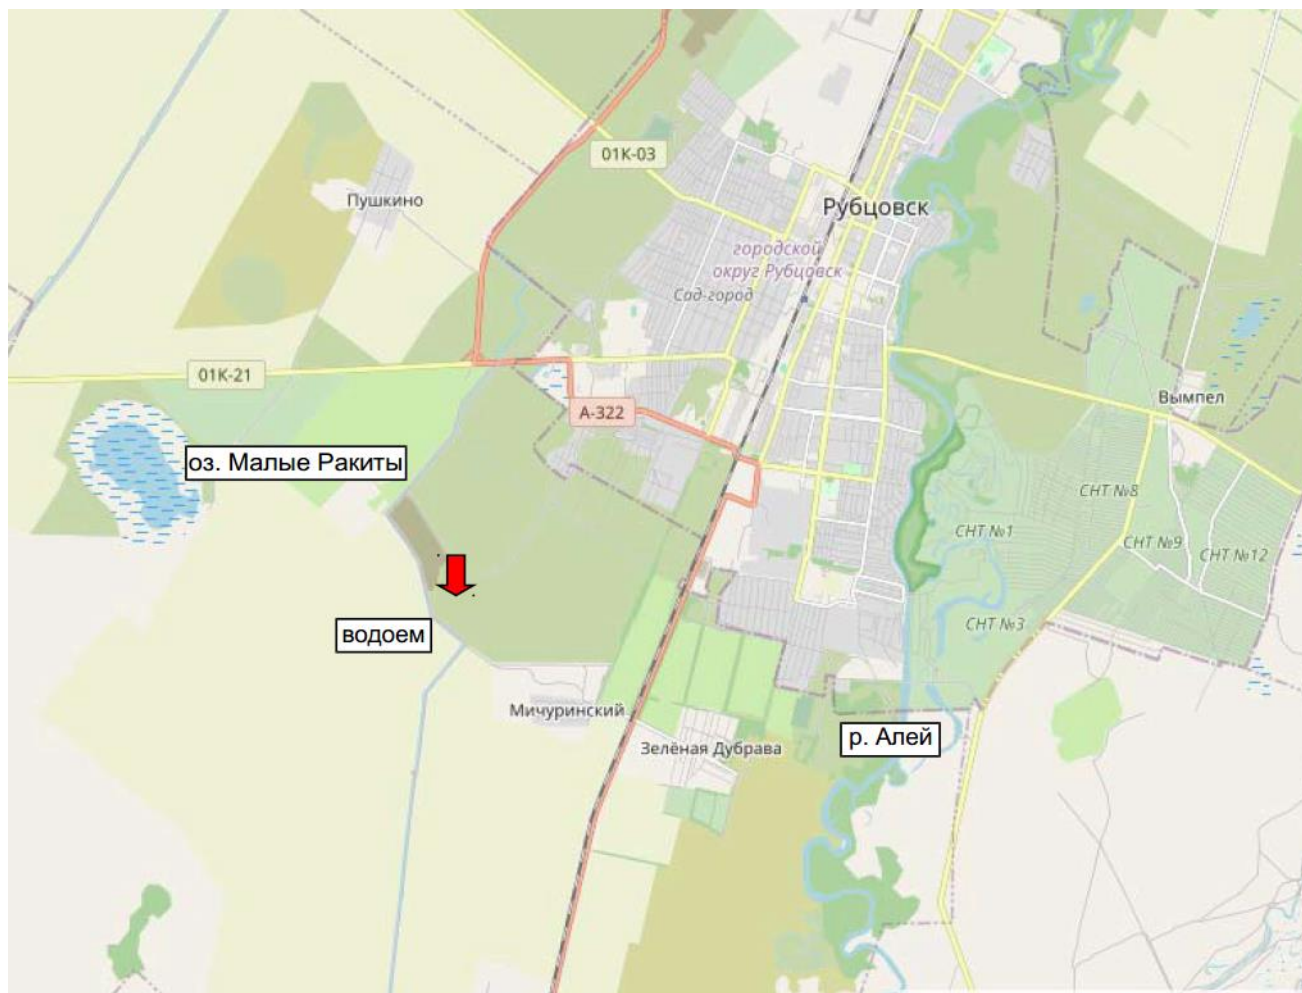 01К-03
Пушкино
Рубцовск
городской
округ Рубцовск
Сад-город
01К-21
А-322
Вымпел
оз. Малые Ракиты
СНТ №8
СНТ №1
СНТ №9
СНТ №12
водоем
СНТ №3
Мичуринский
р. Алей
Зелёная Дубрава